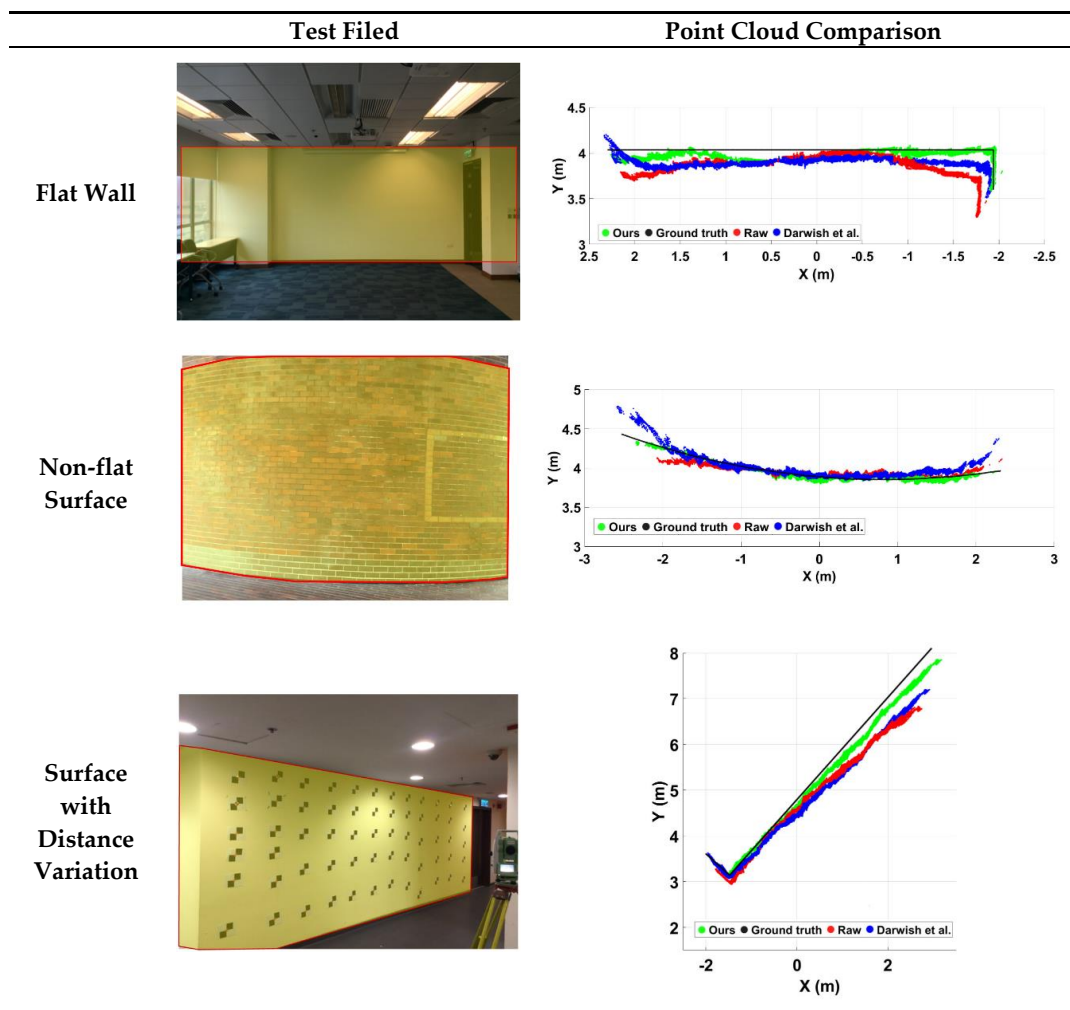 Test Filed
Point Cloud Comparison
Flat Wall
4.5
4
3.5
3
Y (m)
Ours
Ground truth
Raw
Darwish et al.
2.5
2
1.5
1
0.5
0
-0.5
-1
-1.5
-2
-2.5
X (m)
Non-flat
Surface
5
4.5
4
3.5
3
Y (m)
Ours
Ground truth
Raw
Darwish et al.
-3
-2
-1
0
1
2
3
X (m)
Surface
with
Distance
Variation
8
7
6
5
4
3
2
Y (m)
Ours
Ground truth
Raw
Darwish et al.
-2
0
2
X (m)